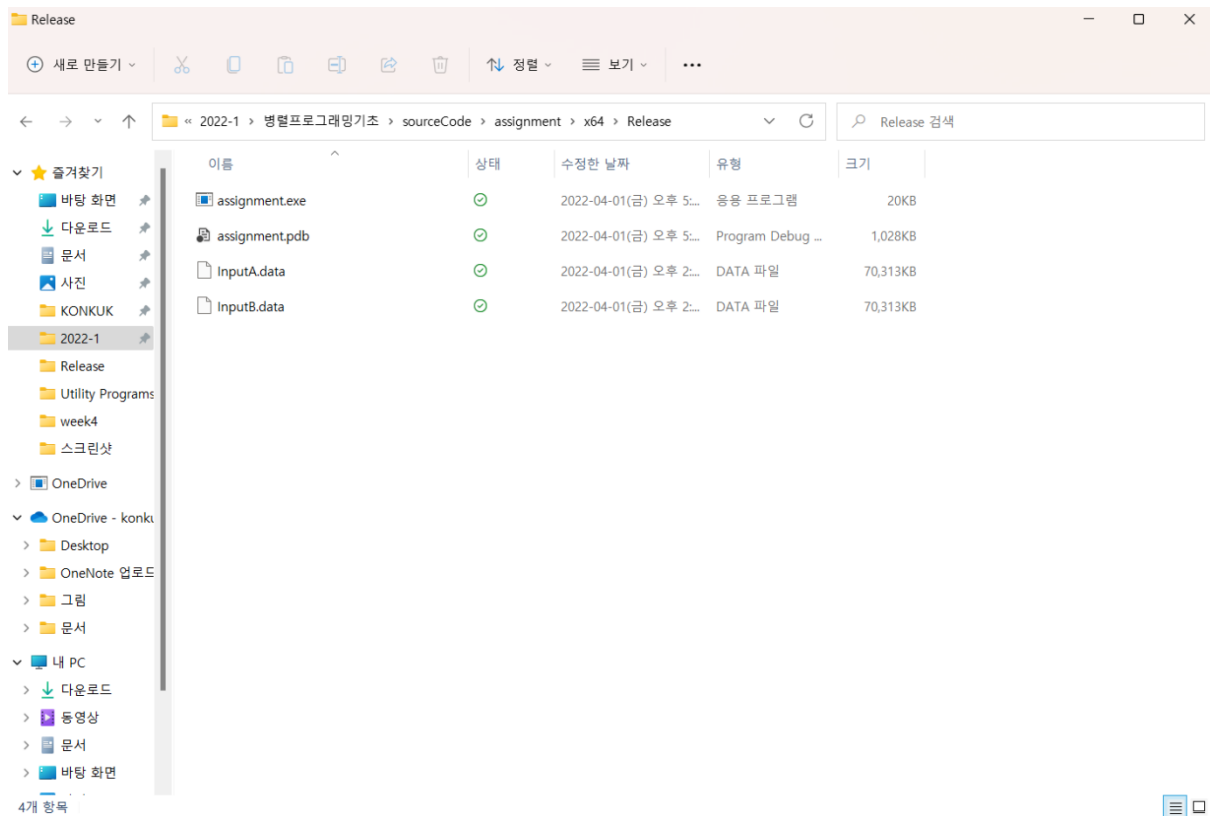 Release
새로 만들기 정렬 보기 ...
« 2022-1 > 병렬프로그래밍기초 > sourceCode > assignment > x64 > Release Release 검색
이름 상태 수정한 날짜 유형 크기
assignment.exe 2022-04-01(금) 오후 5:... 응용 프로그램 20KB
assignment.pdb 2022-04-01(금) 오후 5:... Program Debug ... 1,028KB
InputA.data 2022-04-01(금) 오후 2:... DATA 파일 70,313KB
InputB.data 2022-04-01(금) 오후 2:... DATA 파일 70,313KB
즐겨찾기
바탕 화면
다운로드
문서
사진
KONKUK
2022-1
Release
Utility Programs
week4
스크린샷
OneDrive
OneDrive - konku
Desktop
OneNote 업로드
그림
문서
내 PC
다운로드
동영상
문서
바탕 화면
4개 항목